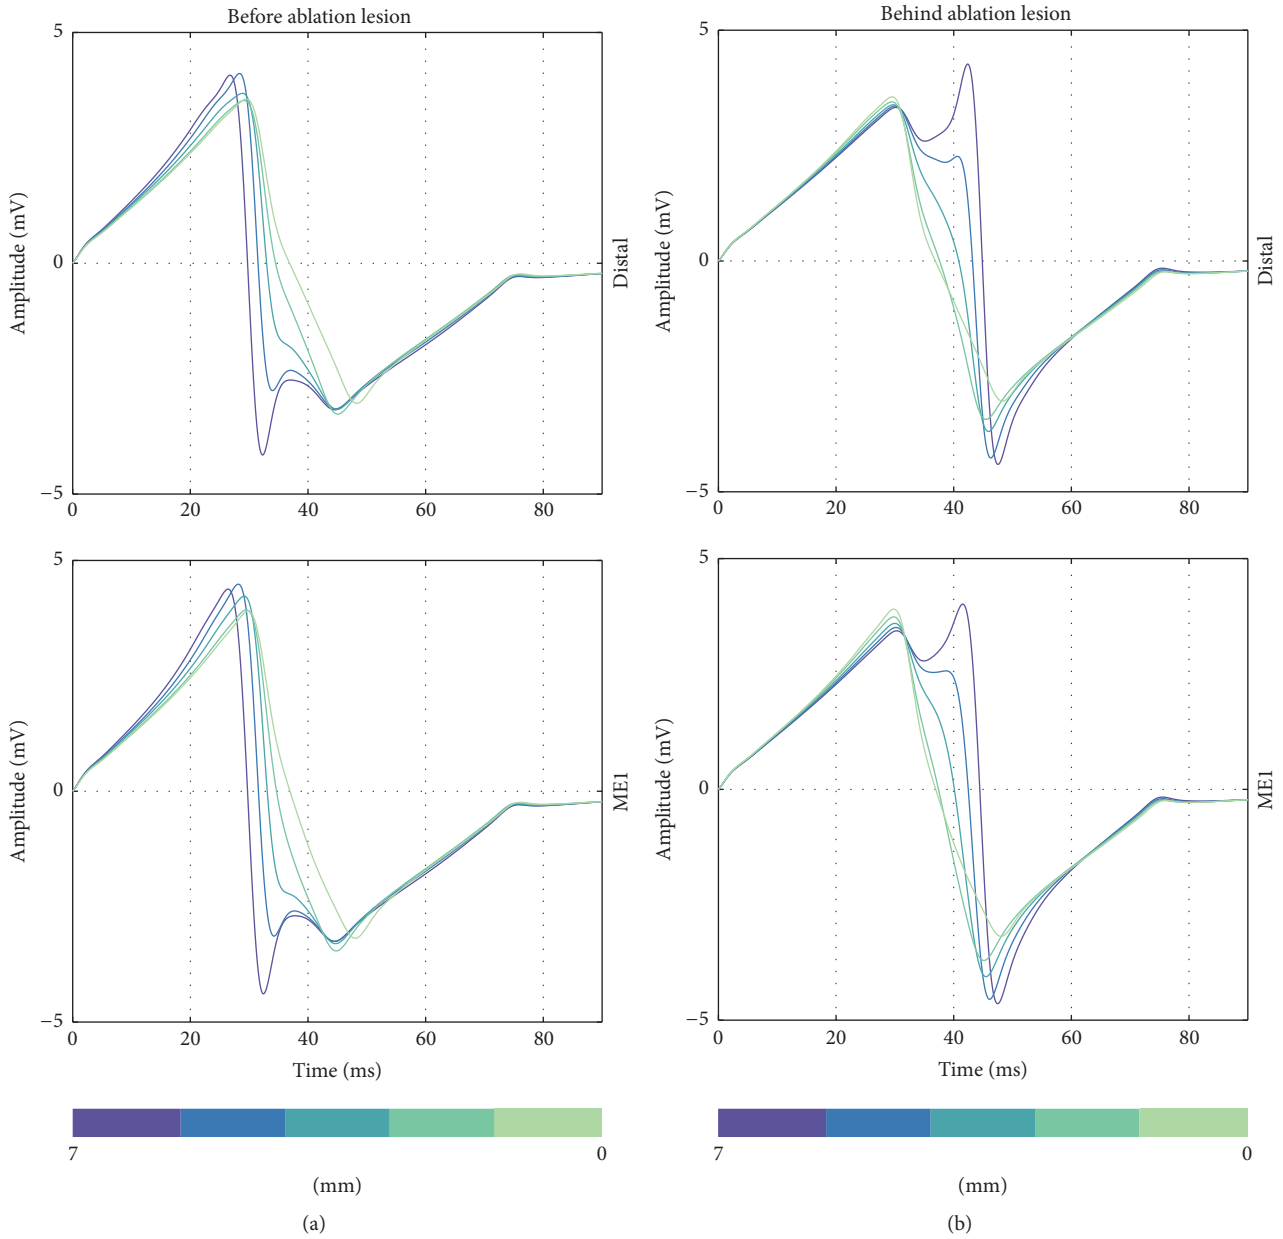 Before ablation lesion
5
0
−5
Amplitude (mV)
0 20 40 60 80
Distal
5
0
−5
Amplitude (mV)
0 20 40 60 80
Time (ms)
ME1
7 0
(mm)
(a)
Behind ablation lesion
5
0
−5
Amplitude (mV)
0 20 40 60 80
Distal
5
0
−5
Amplitude (mV)
0 20 40 60 80
Time (ms)
ME1
7 0
(mm)
(b)